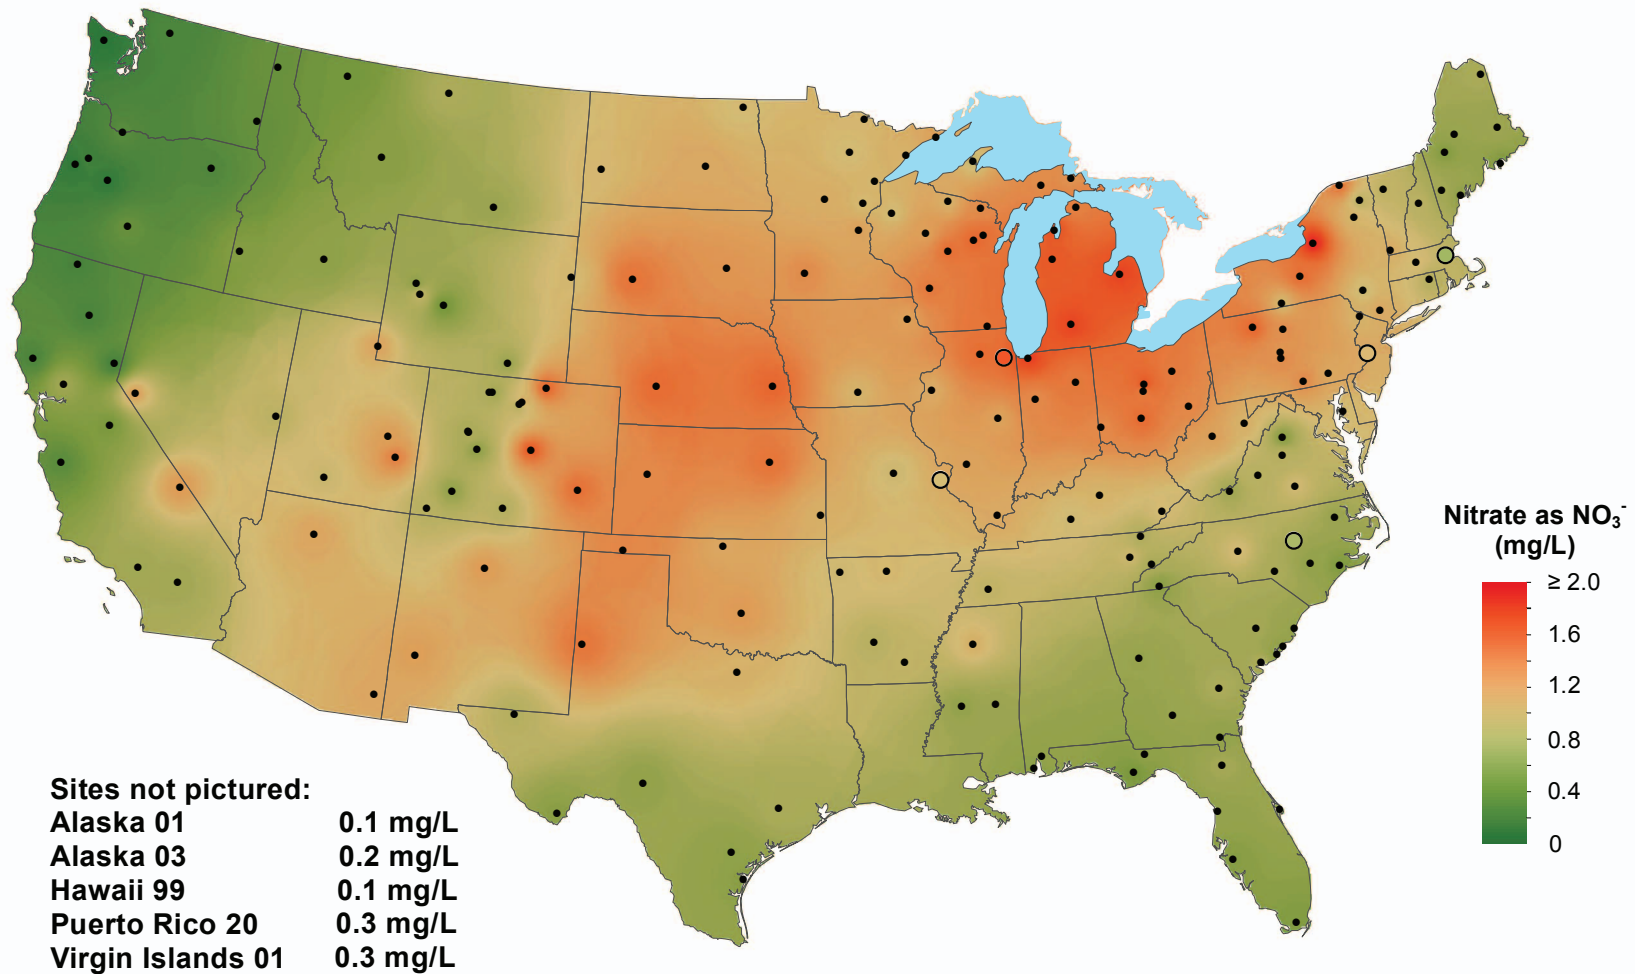 Nitrate as NO₃⁻
(mg/L)
≥ 2.0
1.6
1.2
0.8
0.4
0
Sites not pictured:
Alaska 01 0.1 mg/L
Alaska 03 0.2 mg/L
Hawaii 99 0.1 mg/L
Puerto Rico 20 0.3 mg/L
Virgin Islands 01 0.3 mg/L